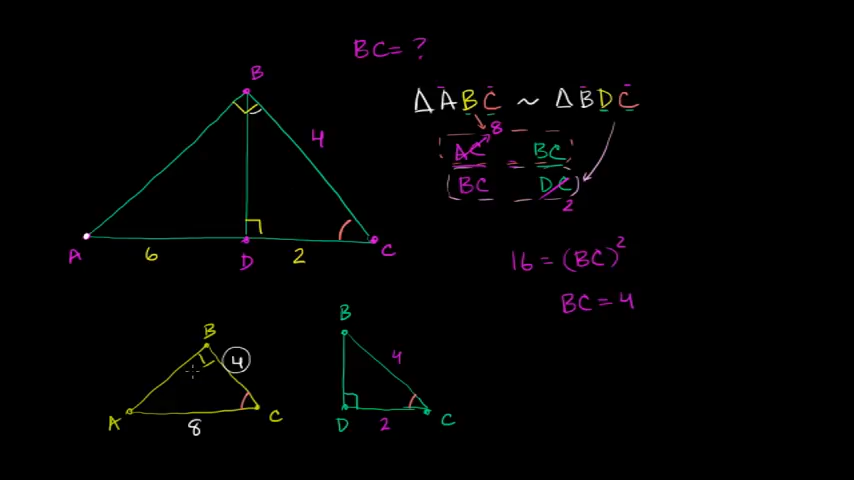 BC = ?
B
ΔABC ~ ΔBDC
8
AC = BC
BC DC
2
4
A 6 D 2 C
16 = (BC)²
BC = 4
B
4
A 8 C
B
4
D 2 C